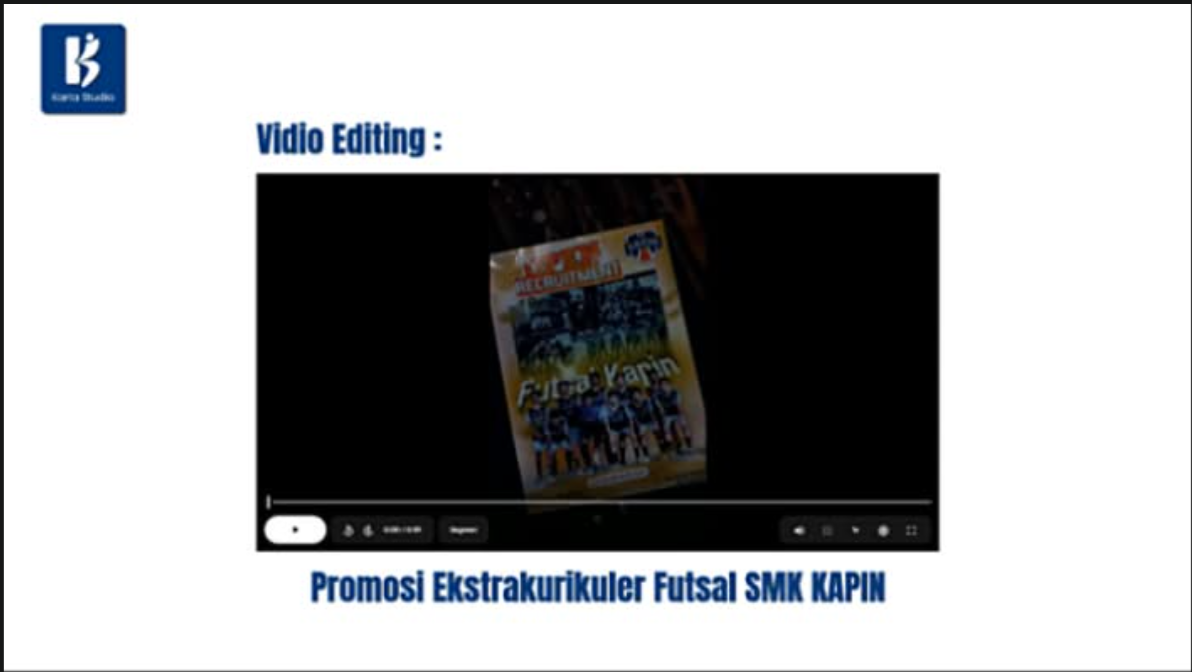 Karta Studio
Vidio Editing :
RECRUITMENT
Futsal Kapin
Promosi Ekstrakurikuler Futsal SMK KAPIN